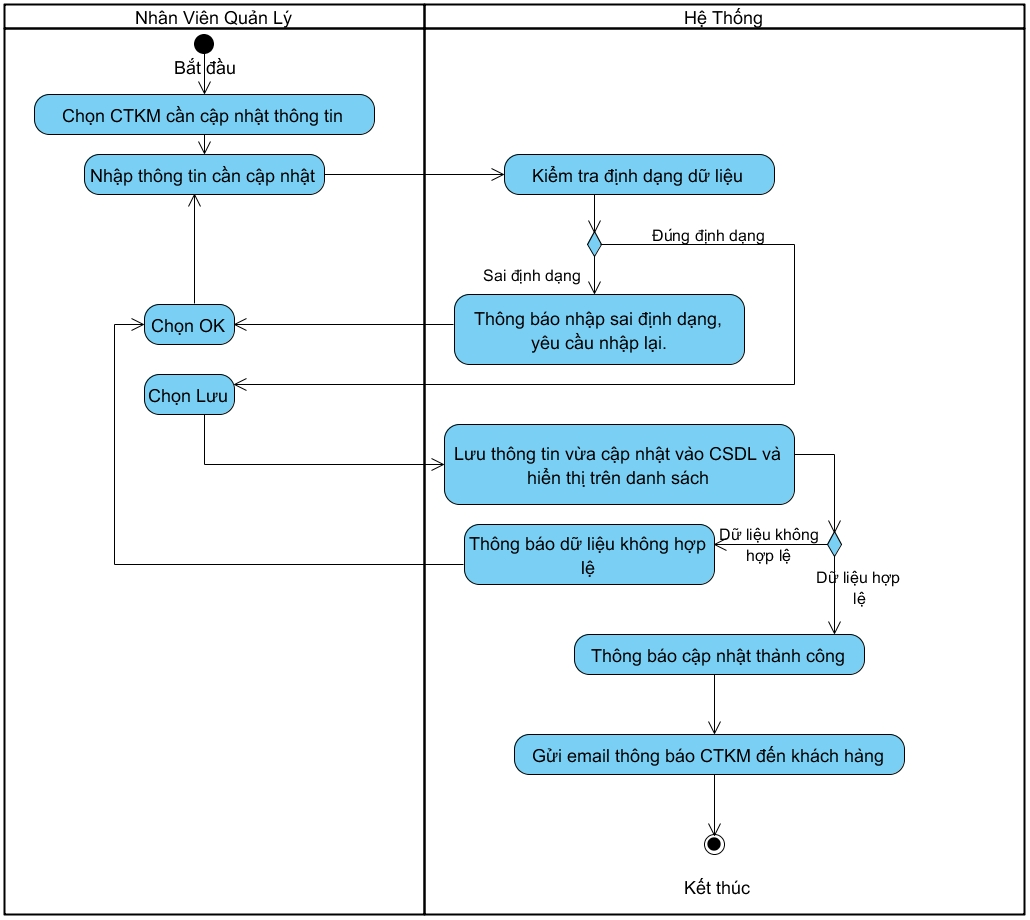 Nhân Viên Quản Lý
Hệ Thống
Bắt đầu
Chọn CTKM cần cập nhật thông tin
Nhập thông tin cần cập nhật
Kiểm tra định dạng dữ liệu
Đúng định dạng
Sai định dạng
Thông báo nhập sai định dạng,
yêu cầu nhập lại.
Chọn OK
Chọn Lưu
Lưu thông tin vừa cập nhật vào CSDL và
hiển thị trên danh sách
Dữ liệu không
hợp lệ
Thông báo dữ liệu không hợp
lệ
Dữ liệu hợp
lệ
Thông báo cập nhật thành công
Gửi email thông báo CTKM đến khách hàng
Kết thúc